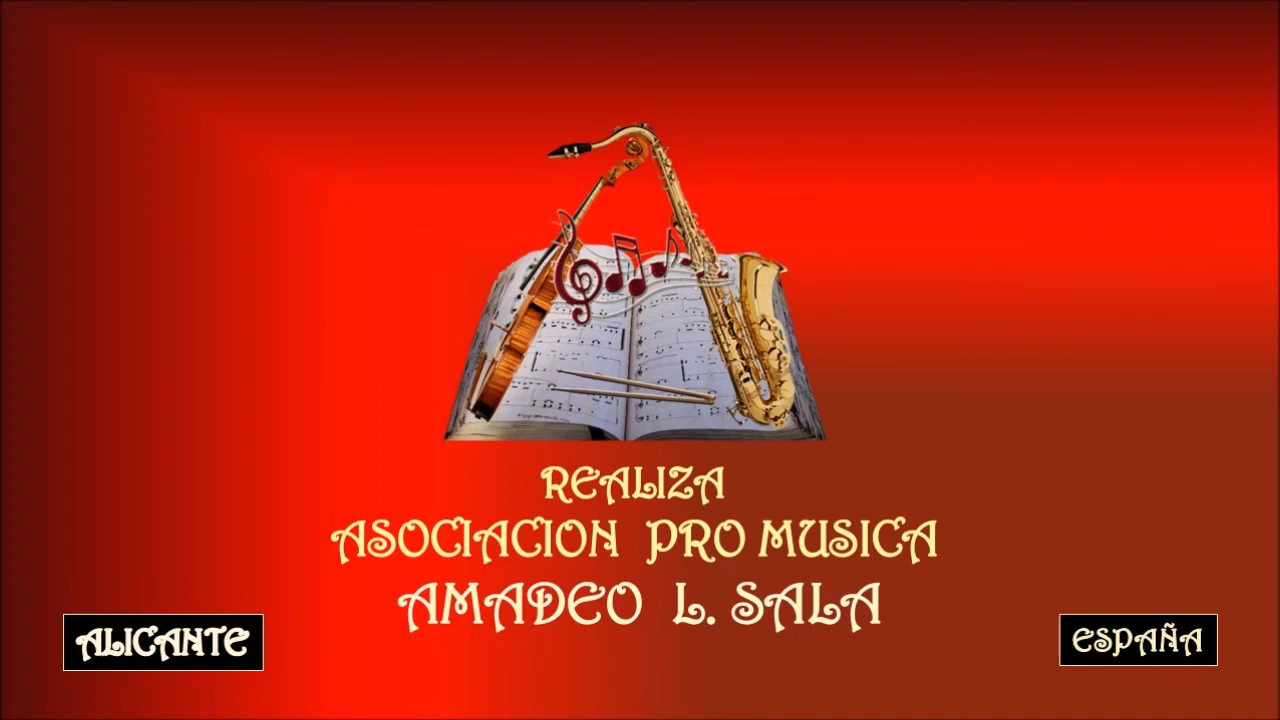 REALIZA
ASOCIACION PRO MUSICA
AMADEO L. SALA
ALICANTE
ESPAÑA